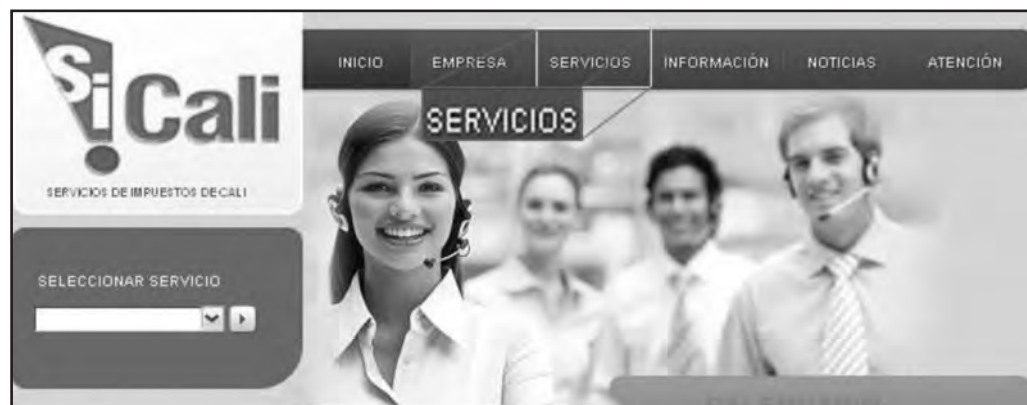 Si Cali
SERVICIOS DE IMPUESTOS DE CALI
INICIO EMPRESA SERVICIOS INFORMACIÓN NOTICIAS ATENCIÓN
SERVICIOS
SELECCIONAR SERVICIO